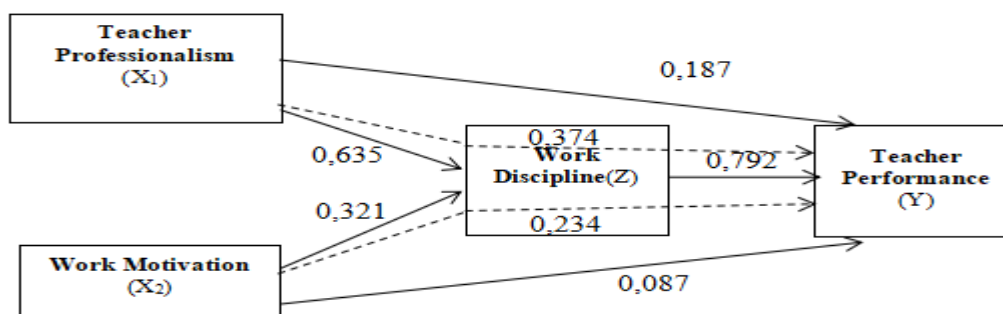 Teacher
Professionalism
(X₁)
0,187
0,635
0,374
Work
Discipline(Z)
0,792
Teacher
Performance
(Y)
0,321
0,234
Work Motivation
(X₂)
0,087